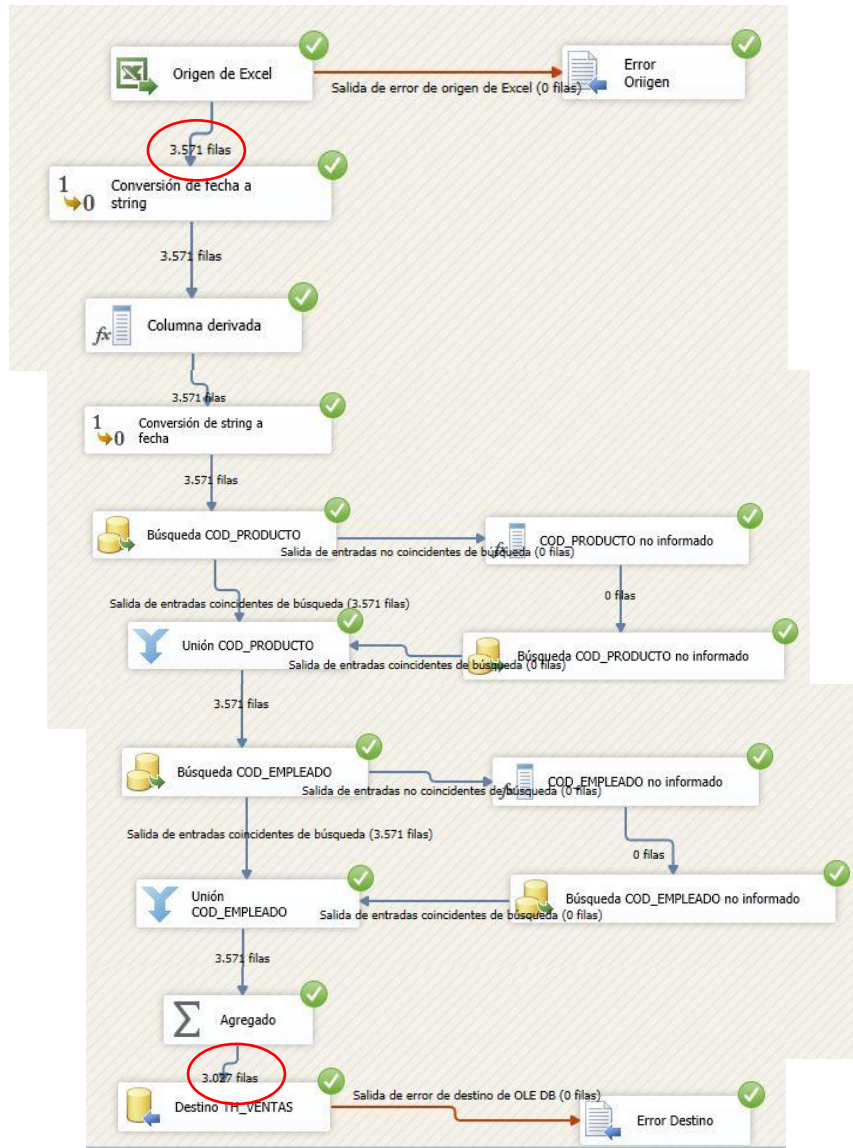 Origen de Excel
Salida de error de origen de Excel (0 filas)
Error
Oriigen
3.571 filas
1
0
Conversión de fecha a
string
3.571 filas
fx
Columna derivada
3.571 filas
1
0
Conversión de string a
fecha
3.571 filas
Búsqueda COD_PRODUCTO
Salida de entradas no coincidentes de búsqueda (0 filas)
fx
COD_PRODUCTO no informado
Salida de entradas coincidentes de búsqueda (3.571 filas)
0 filas
Unión COD_PRODUCTO
Salida de entradas coincidentes de búsqueda (0 filas)
Búsqueda COD_PRODUCTO no informado
3.571 filas
Búsqueda COD_EMPLEADO
Salida de entradas no coincidentes de búsqueda (0 filas)
fx
COD_EMPLEADO no informado
Salida de entradas coincidentes de búsqueda (3.571 filas)
0 filas
Unión
COD_EMPLEADO
Salida de entradas coincidentes de búsqueda (0 filas)
Búsqueda COD_EMPLEADO no informado
3.571 filas
Σ
Agregado
3.027 filas
Destino TH_VENTAS
Salida de error de destino de OLE DB (0 filas)
Error Destino